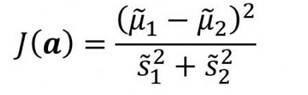 J(𝒂) = (μ̃₁ − μ̃₂)² / (s̃₁² + s̃₂²)